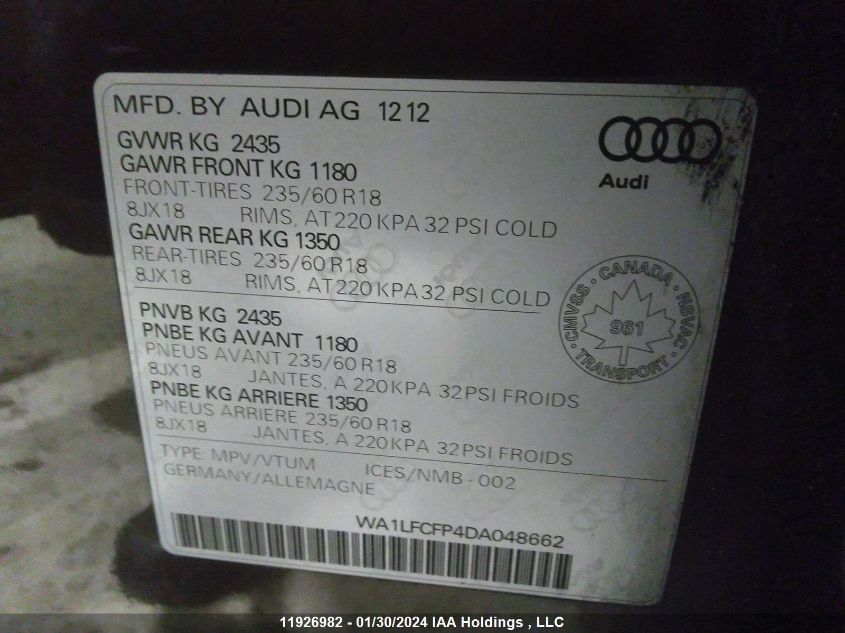 MFD. BY AUDI AG 12 12
GVWR KG 2435
GAWR FRONT KG 1180
FRONT-TIRES 235/60 R18
8JX18 RIMS, AT 220 KPA 32 PSI COLD
GAWR REAR KG 1350
REAR-TIRES 235/60 R18
8JX18 RIMS, AT 220 KPA 32 PSI COLD
Audi
CMVSS · CANADA · NSVAC · TRANSPORT ·
961
PNVB KG 2435
PNBE KG AVANT 1180
PNEUS AVANT 235/60 R18
8JX18 JANTES, A 220 KPA 32 PSI FROIDS
PNBE KG ARRIERE 1350
PNEUS ARRIERE 235/60 R18
8JX18 JANTES, A 220 KPA 32 PSI FROIDS
TYPE: MPV/VTUM ICES/NMB - 002
GERMANY/ALLEMAGNE
WA1LFCFP4DA048662
11926982 - 01/30/2024 IAA Holdings , LLC